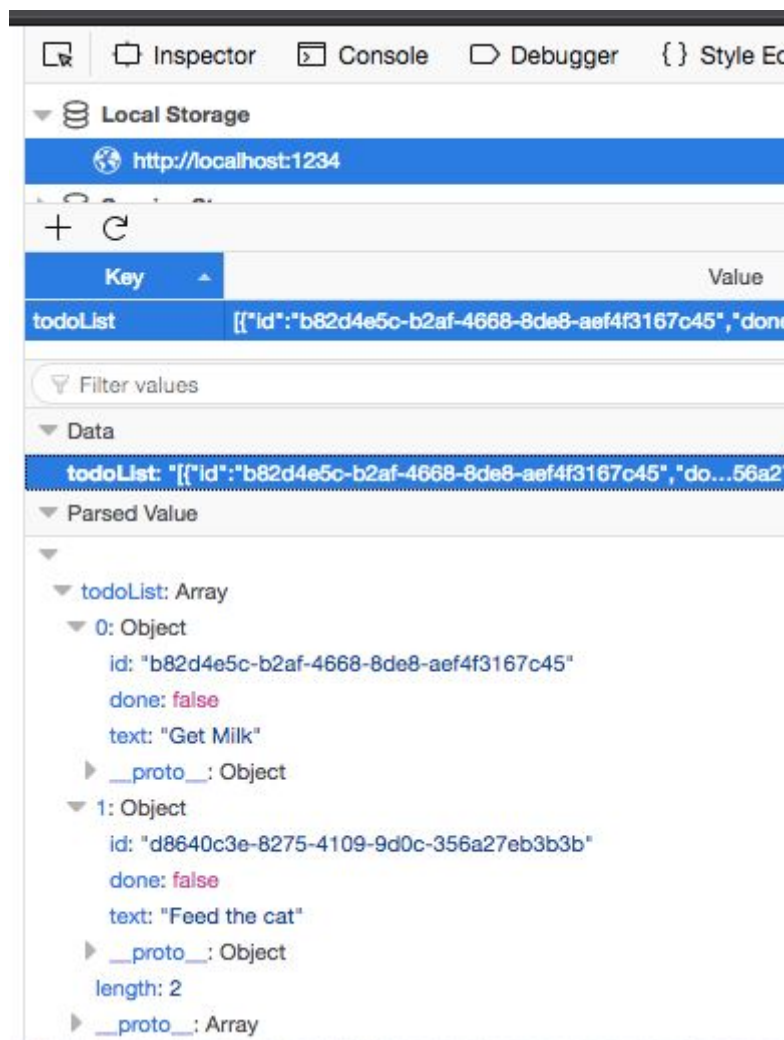 Inspector Console Debugger { } Style Ed
Local Storage
http://localhost:1234
+
Key Value
todoList [{"id":"b82d4e5c-b2af-4668-8de8-aef4f3167c45","done
Filter values
Data
todoList: "[{"id":"b82d4e5c-b2af-4668-8de8-aef4f3167c45","do...56a27
Parsed Value
todoList: Array
0: Object
id: "b82d4e5c-b2af-4668-8de8-aef4f3167c45"
done: false
text: "Get Milk"
__proto__: Object
1: Object
id: "d8640c3e-8275-4109-9d0c-356a27eb3b3b"
done: false
text: "Feed the cat"
__proto__: Object
length: 2
__proto__: Array